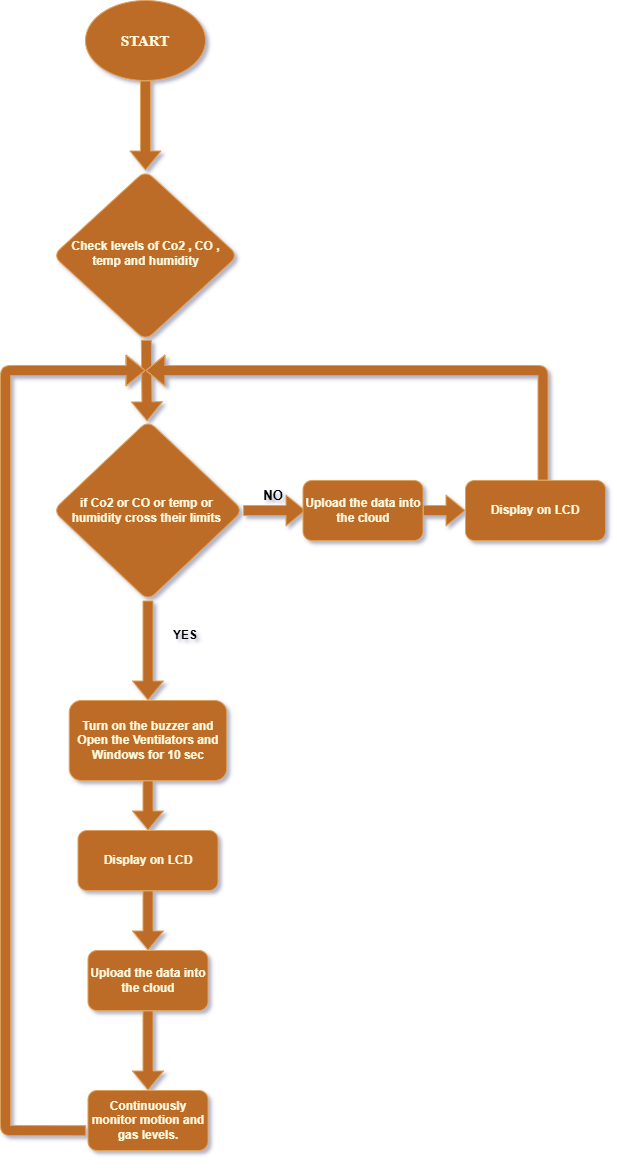 START
Check levels of Co2 , CO ,
temp and humidity
if Co2 or CO or temp or
humidity cross their limits
NO
Upload the data into
the cloud
Display on LCD
YES
Turn on the buzzer and
Open the Ventilators and
Windows for 10 sec
Display on LCD
Upload the data into
the cloud
Continuously
monitor motion and
gas levels.